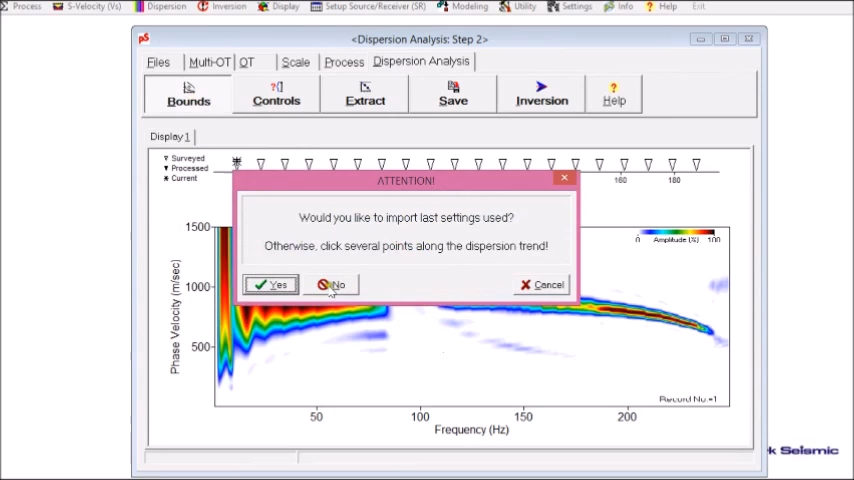 Process S-Velocity (Vs) Dispersion Inversion Display Setup Source/Receiver (SR) Modeling Utility Settings Info Help Exit
pS <Dispersion Analysis: Step 2>
Files Multi-OT QT Scale Process Dispersion Analysis
Bounds Controls Extract Save Inversion Help
Display 1
Surveyed
Processed
Current
160 180
ATTENTION!
Would you like to import last settings used?
Otherwise, click several points along the dispersion trend!
Yes No Cancel
0 Amplitude (%) 100
1500
1000
500
Phase Velocity (m/sec)
Record No.=1
50 100 150 200
Frequency (Hz)
k Seismic